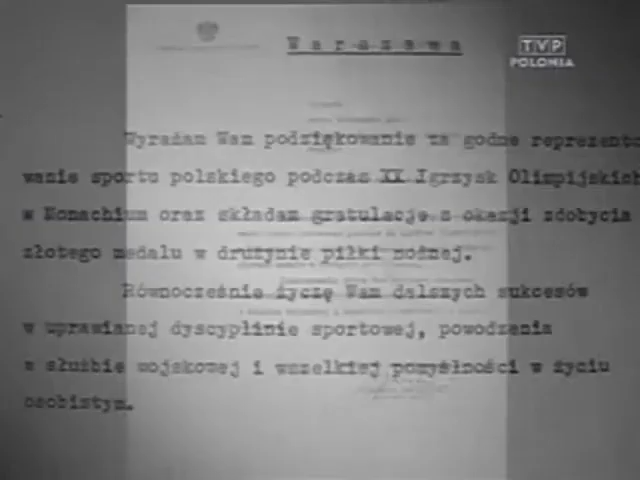 Warszawa
TVP
POLONIA
Wyrażam Wam podziękowanie za godne reprezento
wanie sportu polskiego podczas XX Igrzysk Olimpijskich
w Monachium oraz składam gratulacje z okazji zdobycia
złotego medalu w drużynie piłki nożnej.
Równocześnie życzę Wam dalszych sukcesów
w uprawianej dyscyplinie sportowej, powodzenia
w służbie wojskowej i wszelkiej pomyślności w życiu
osobistym.